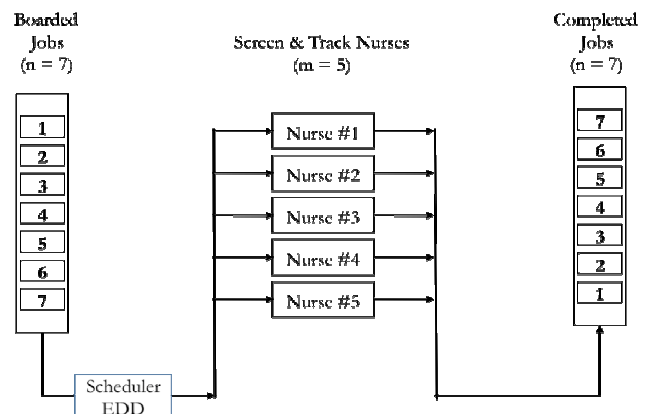 Boarded
Jobs
(n = 7)
1
2
3
4
5
6
7
Screen & Track Nurses
(m = 5)
Nurse #1
Nurse #2
Nurse #3
Nurse #4
Nurse #5
Completed
Jobs
(n = 7)
7
6
5
4
3
2
1
Scheduler
EDD